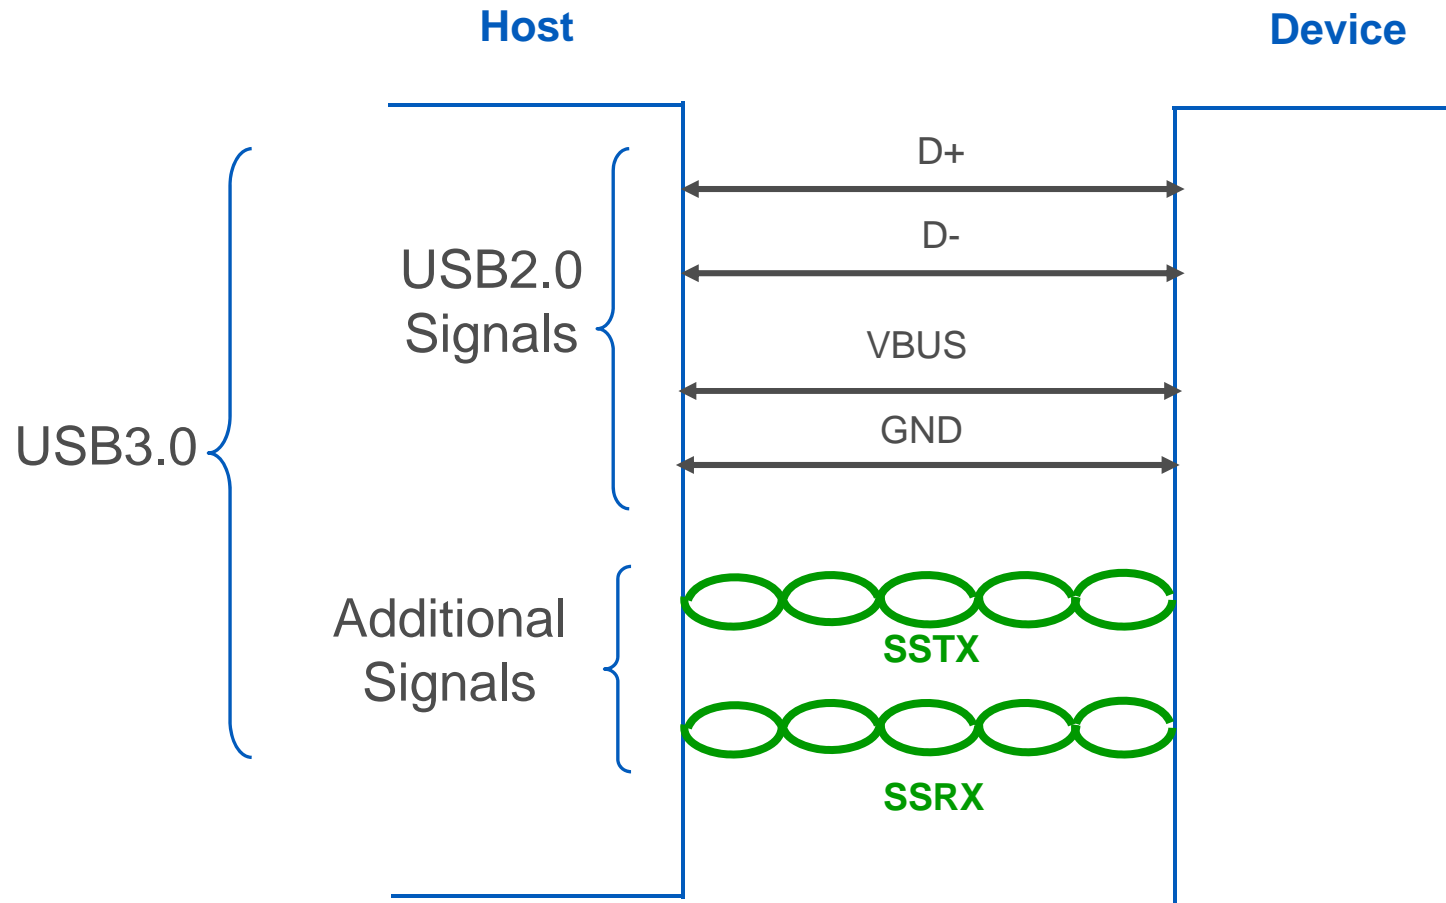 Host
Device
D+
D-
USB2.0
Signals
VBUS
GND
USB3.0
Additional
Signals
SSTX
SSRX